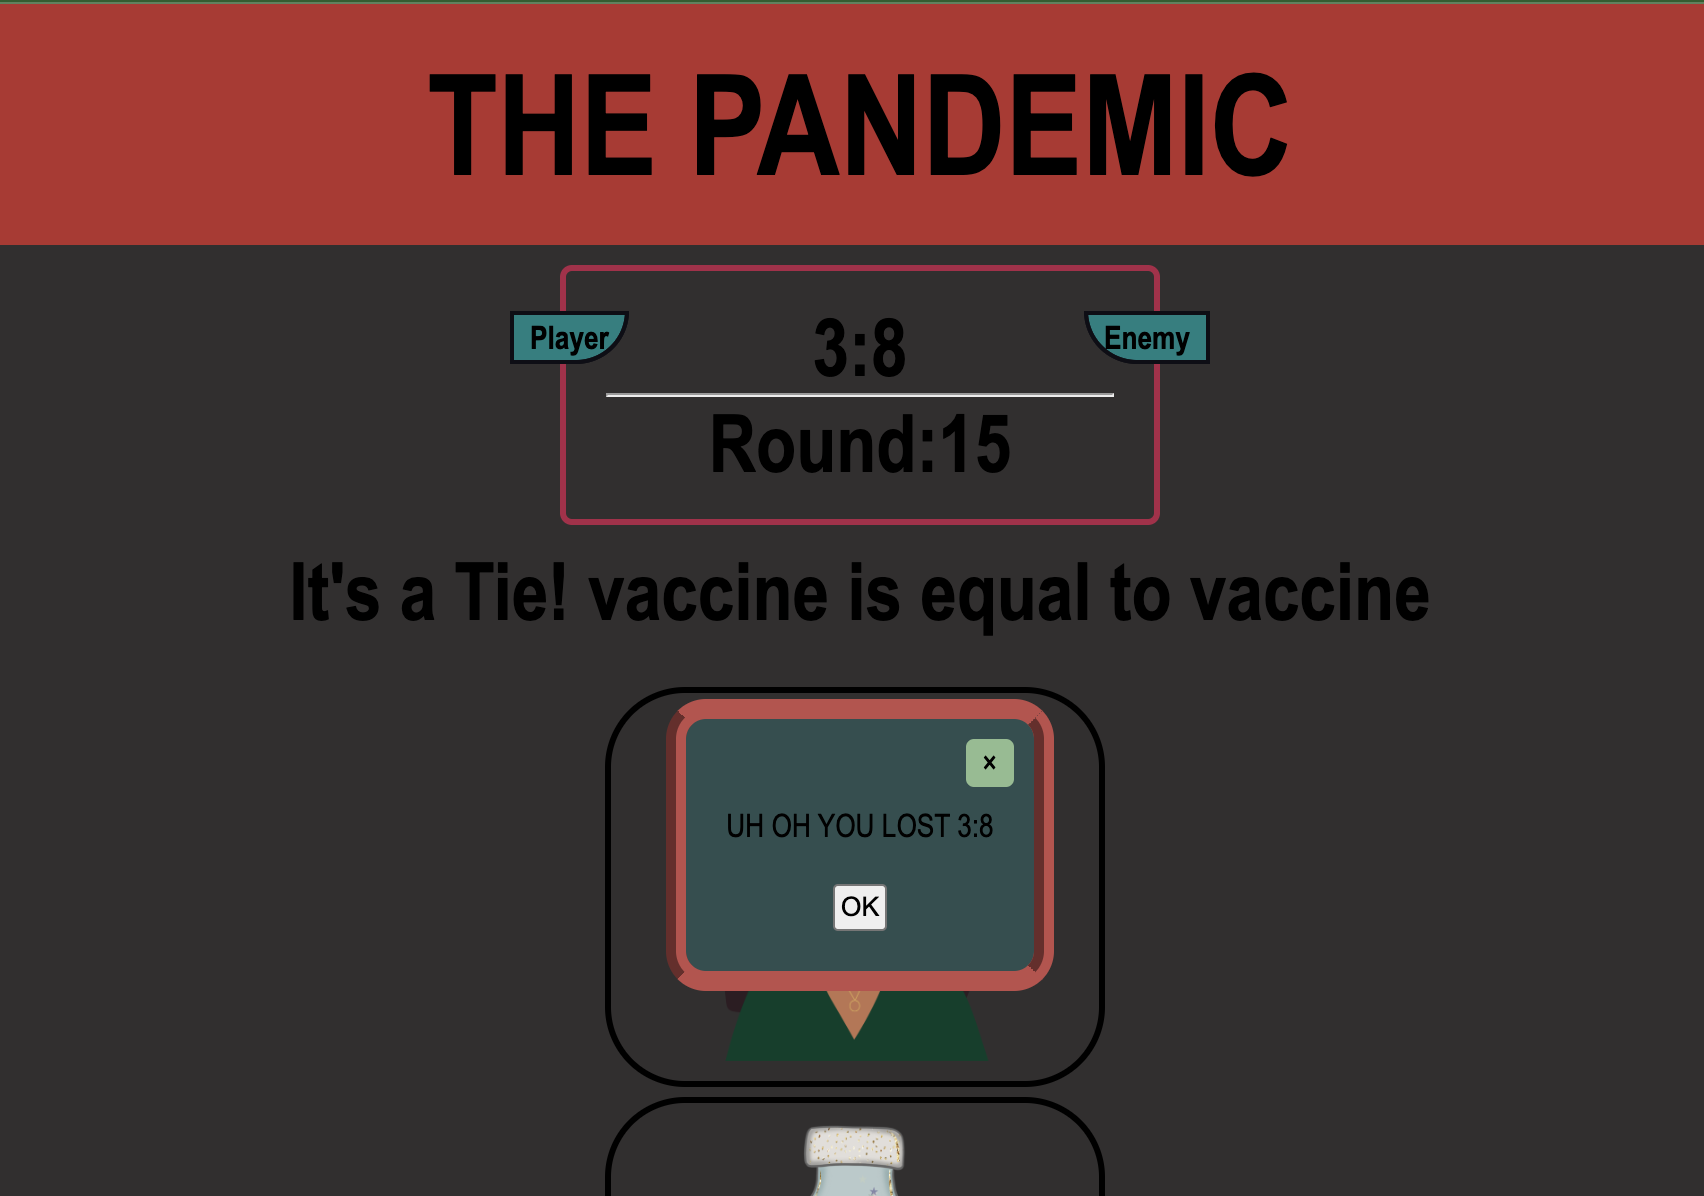 THE PANDEMIC
Player
3:8
Enemy
Round:15
It's a Tie! vaccine is equal to vaccine
×
UH OH YOU LOST 3:8
OK